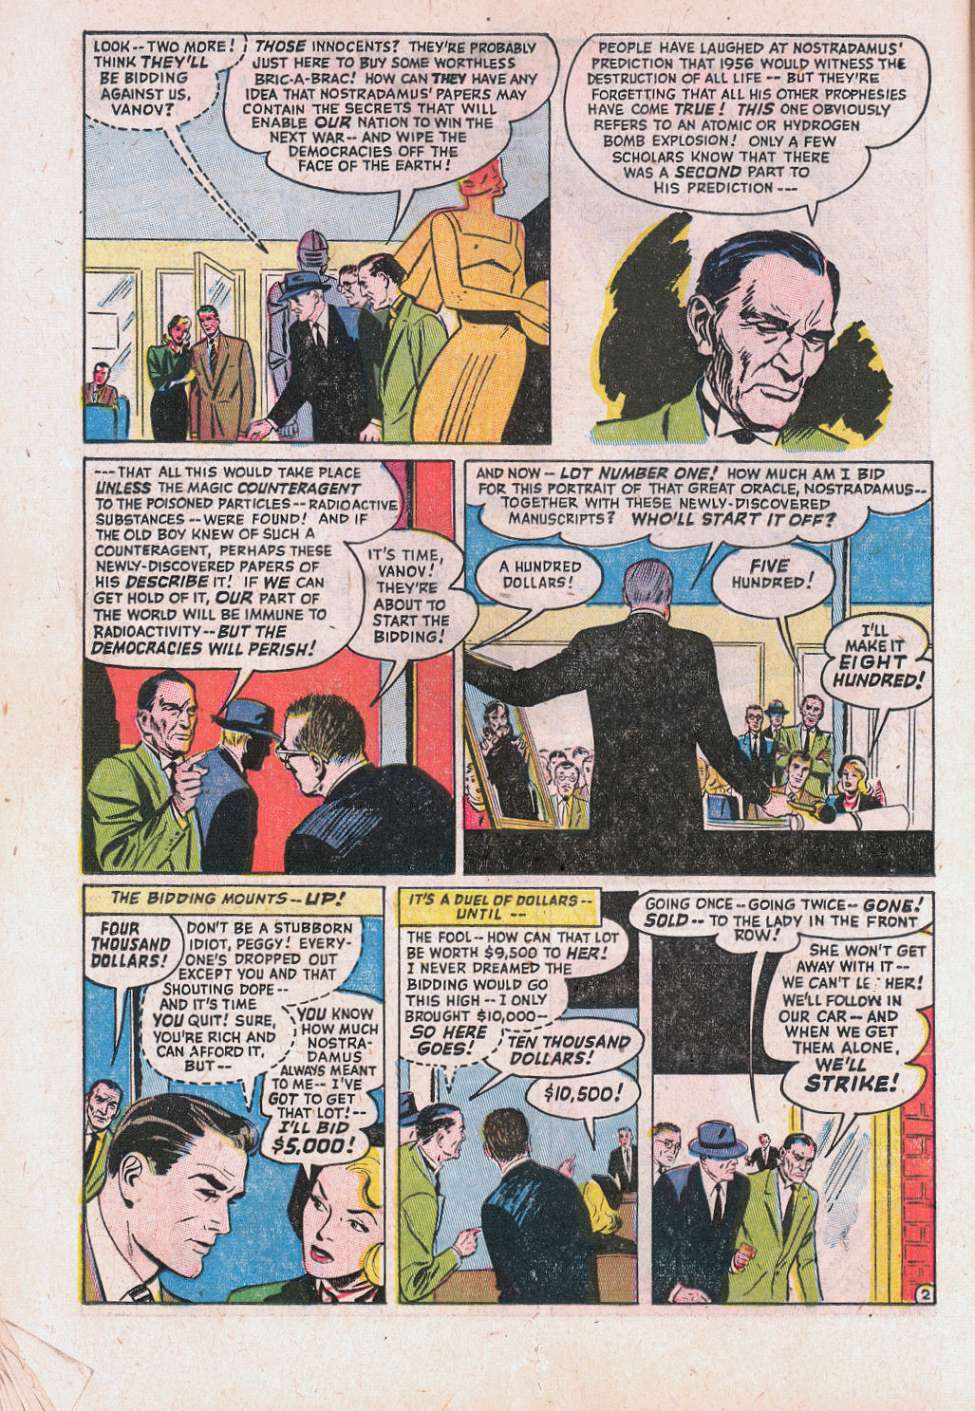 LOOK -- TWO MORE!
THINK THEY'LL
BE BIDDING
AGAINST US,
VANOV?
THOSE INNOCENTS? THEY'RE PROBABLY
JUST HERE TO BUY SOME WORTHLESS
BRIC-A-BRAC! HOW CAN THEY HAVE ANY
IDEA THAT NOSTRADAMUS' PAPERS MAY
CONTAIN THE SECRETS THAT WILL
ENABLE OUR NATION TO WIN THE
NEXT WAR -- AND WIPE THE
DEMOCRACIES OFF THE
FACE OF THE EARTH!
PEOPLE HAVE LAUGHED AT NOSTRADAMUS'
PREDICTION THAT 1956 WOULD WITNESS THE
DESTRUCTION OF ALL LIFE -- BUT THEY'RE
FORGETTING THAT ALL HIS OTHER PROPHESIES
HAVE COME TRUE! THIS ONE OBVIOUSLY
REFERS TO AN ATOMIC OR HYDROGEN
BOMB EXPLOSION! ONLY A FEW
SCHOLARS KNOW THAT THERE
WAS A SECOND PART TO
HIS PREDICTION ---
--- THAT ALL THIS WOULD TAKE PLACE
UNLESS THE MAGIC COUNTERAGENT
TO THE POISONED PARTICLES -- RADIOACTIVE
SUBSTANCES -- WERE FOUND! AND IF
THE OLD BOY KNEW OF SUCH A
COUNTERAGENT, PERHAPS THESE
NEWLY-DISCOVERED PAPERS OF
HIS DESCRIBE IT! IF WE CAN
GET HOLD OF IT, OUR PART OF
THE WORLD WILL BE IMMUNE TO
RADIOACTIVITY -- BUT THE
DEMOCRACIES WILL PERISH!
IT'S TIME,
VANOV!
THEY'RE
ABOUT TO
START THE
BIDDING!
AND NOW -- LOT NUMBER ONE! HOW MUCH AM I BID
FOR THIS PORTRAIT OF THAT GREAT ORACLE, NOSTRADAMUS --
TOGETHER WITH THESE NEWLY-DISCOVERED
MANUSCRIPTS? WHO'LL START IT OFF?
A HUNDRED
DOLLARS!
FIVE
HUNDRED!
I'LL
MAKE IT
EIGHT
HUNDRED!
THE BIDDING MOUNTS -- UP!
FOUR
THOUSAND
DOLLARS!
DON'T BE A STUBBORN
IDIOT, PEGGY! EVERY-
ONE'S DROPPED OUT
EXCEPT YOU AND THAT
SHOUTING DOPE --
AND IT'S TIME
YOU QUIT! SURE,
YOU'RE RICH AND
CAN AFFORD IT,
BUT --
YOU KNOW
HOW MUCH
NOSTRA-
DAMUS
ALWAYS MEANT
TO ME -- I'VE
GOT TO GET
THAT LOT! --
I'LL BID
$5,000!
IT'S A DUEL OF DOLLARS --
UNTIL --
THE FOOL -- HOW CAN THAT LOT
BE WORTH $9,500 TO HER!
I NEVER DREAMED THE
BIDDING WOULD GO
THIS HIGH -- I ONLY
BROUGHT $10,000 --
SO HERE
GOES!
TEN THOUSAND
DOLLARS!
$10,500!
GOING ONCE -- GOING TWICE -- GONE!
SOLD -- TO THE LADY IN THE FRONT
ROW!
SHE WON'T GET
AWAY WITH IT --
WE CAN'T LE HER!
WE'LL FOLLOW IN
OUR CAR -- AND
WHEN WE GET
THEM ALONE,
WE'LL
STRIKE!
2